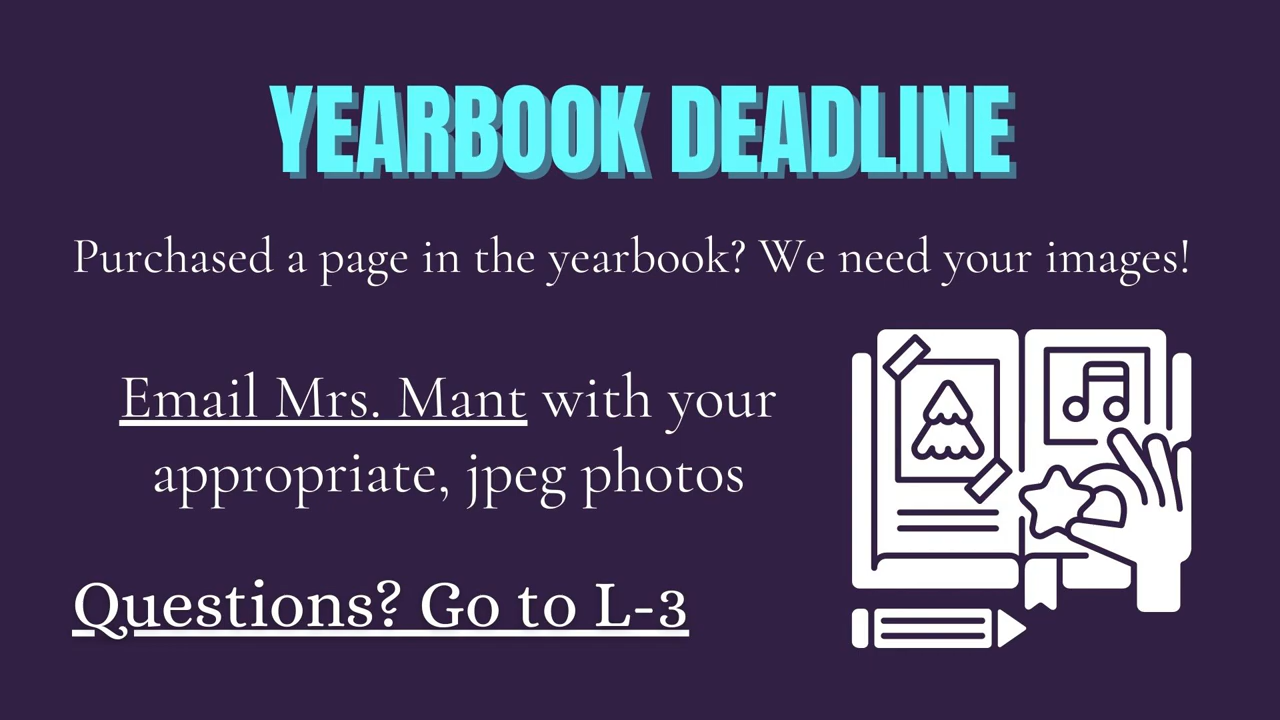 YEARBOOK DEADLINE
Purchased a page in the yearbook? We need your images!
Email Mrs. Mant with your
appropriate, jpeg photos
Questions? Go to L-3